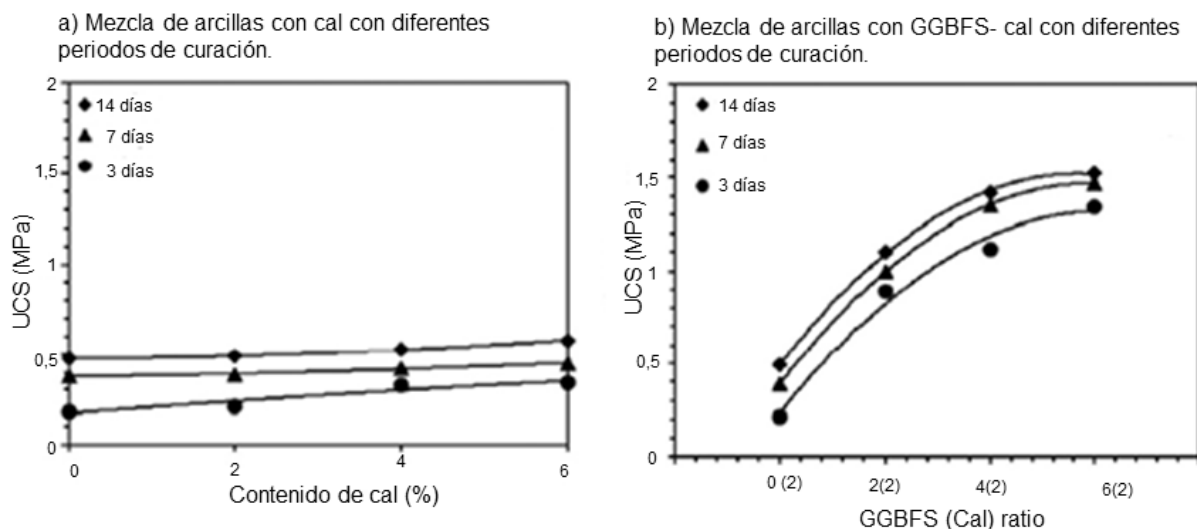 a) Mezcla de arcillas con cal con diferentes
periodos de curación.
2
1,5
1
0,5
0
UCS (MPa)
14 días
7 días
3 días
0
2
4
6
Contenido de cal (%)
b) Mezcla de arcillas con GGBFS- cal con diferentes
periodos de curación.
2
1,5
1
0,5
0
UCS (MPa)
14 días
7 días
3 días
0 (2)
2(2)
4(2)
6(2)
GGBFS (Cal) ratio